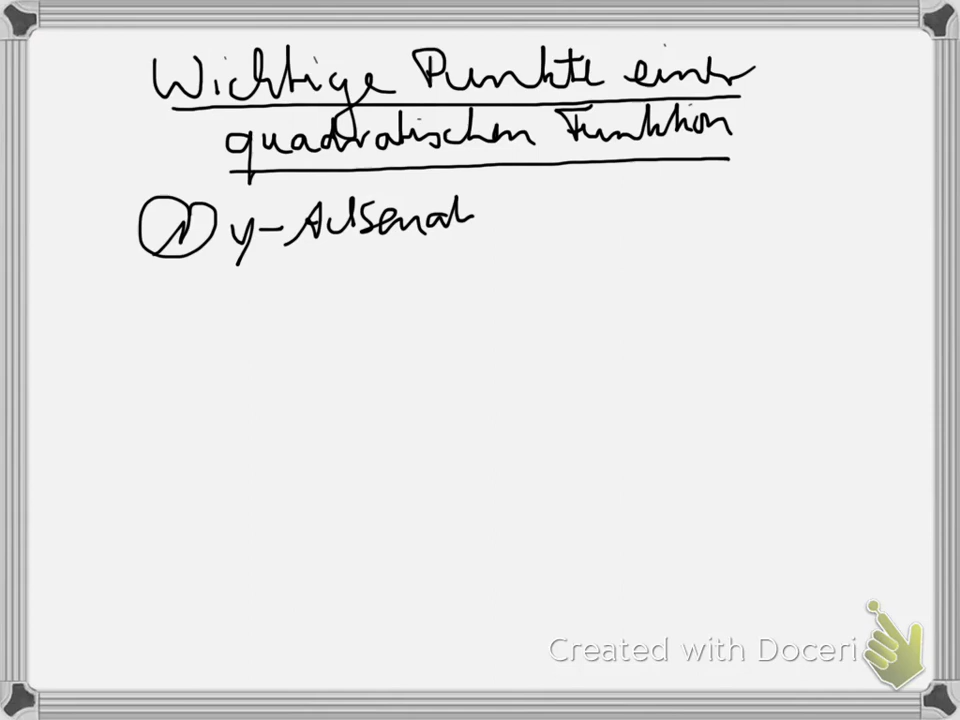 Wichtige Punkte einer
quadratischen Funktion
1) y-Achsenab
Created with Doceri